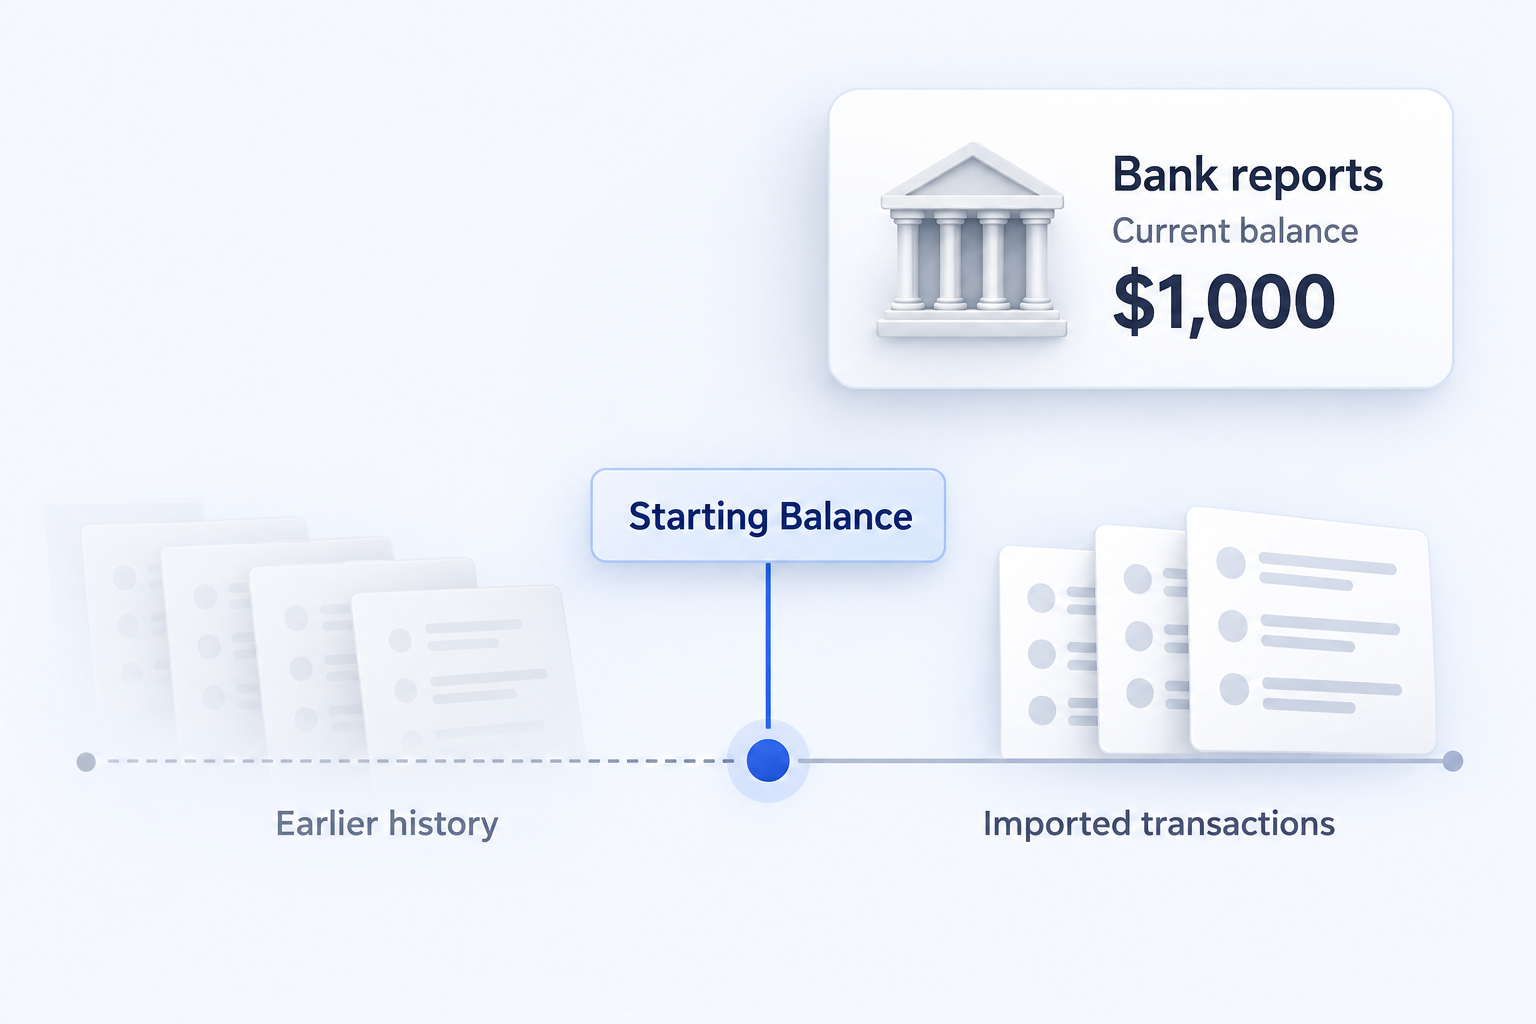 Bank reports
Current balance
$1,000
Starting Balance
Earlier history
Imported transactions